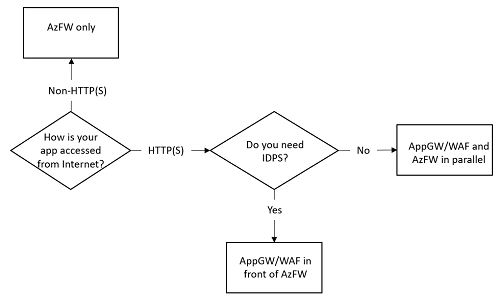 AzFW only
Non-HTTP(S)
How is your
app accessed
from Internet?
HTTP(S)
Do you need
IDPS?
No
AppGW/WAF and
AzFW in parallel
Yes
AppGW/WAF in
front of AzFW